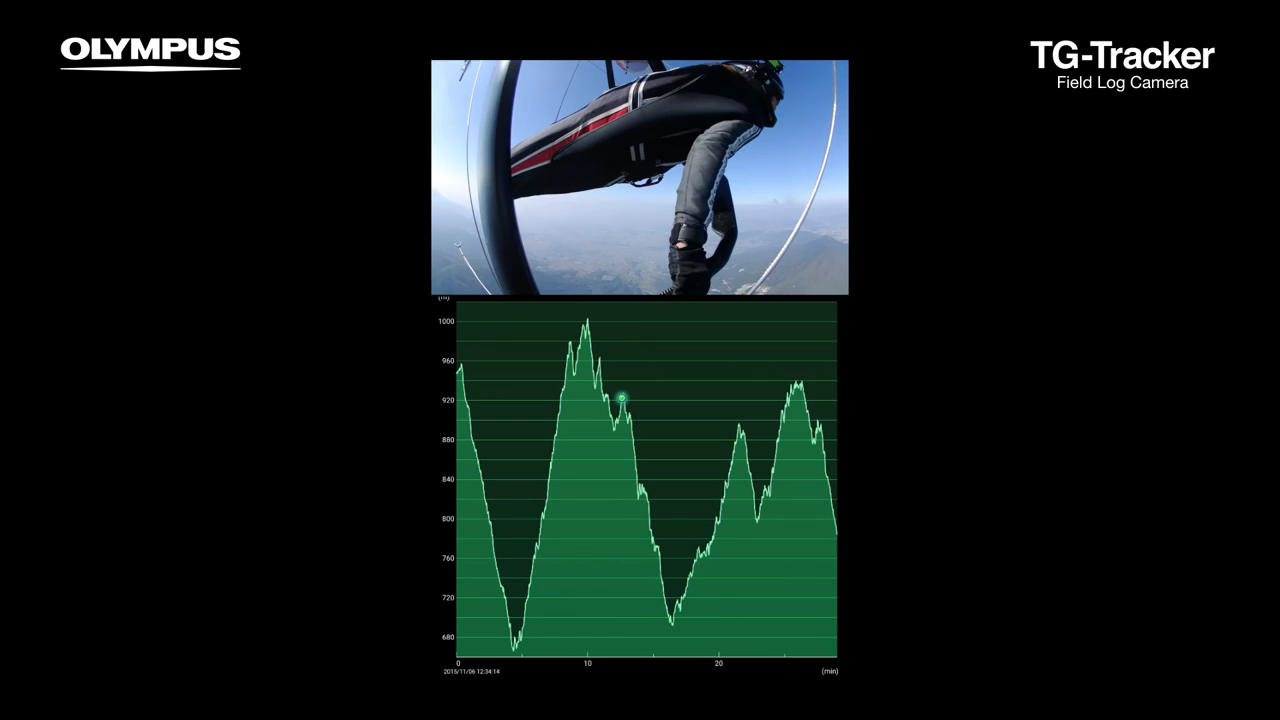 OLYMPUS
TG-Tracker
Field Log Camera
(m)
1000
960
920
880
840
800
760
720
680
0
10
20
2015/11/06 12:34:14
(min)